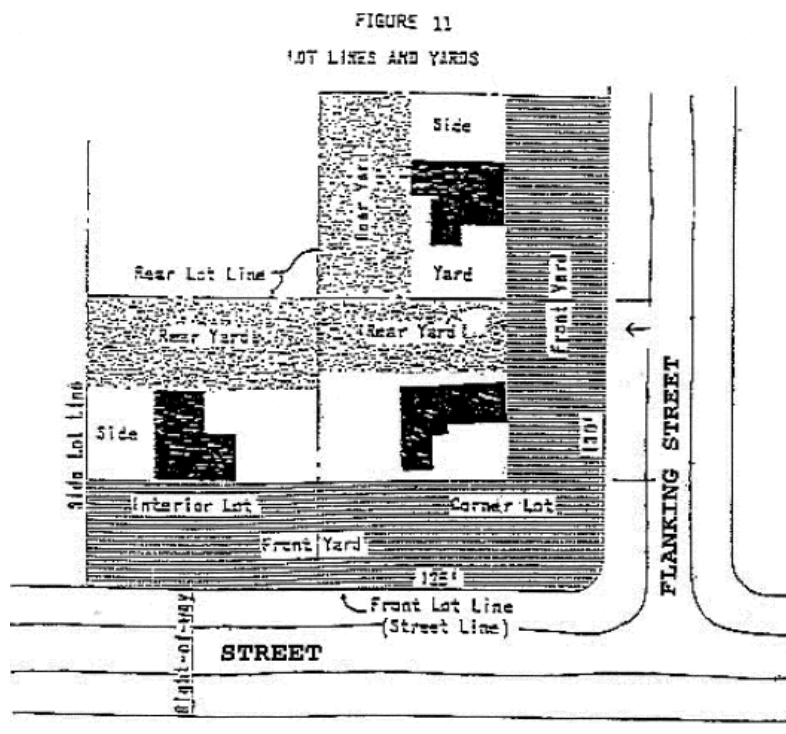 FIGURE 11
LOT LINES AND YARDS
Side
Rear Yard
Yard
Rear Lot Line
Front Yard
Rear Yard
Rear Yard
Side Lot Line
Side
130'
FLANKING STREET
Interior Lot
Corner Lot
Front Yard
125'
Front Lot Line
(Street Line)
Right-of-Way
STREET